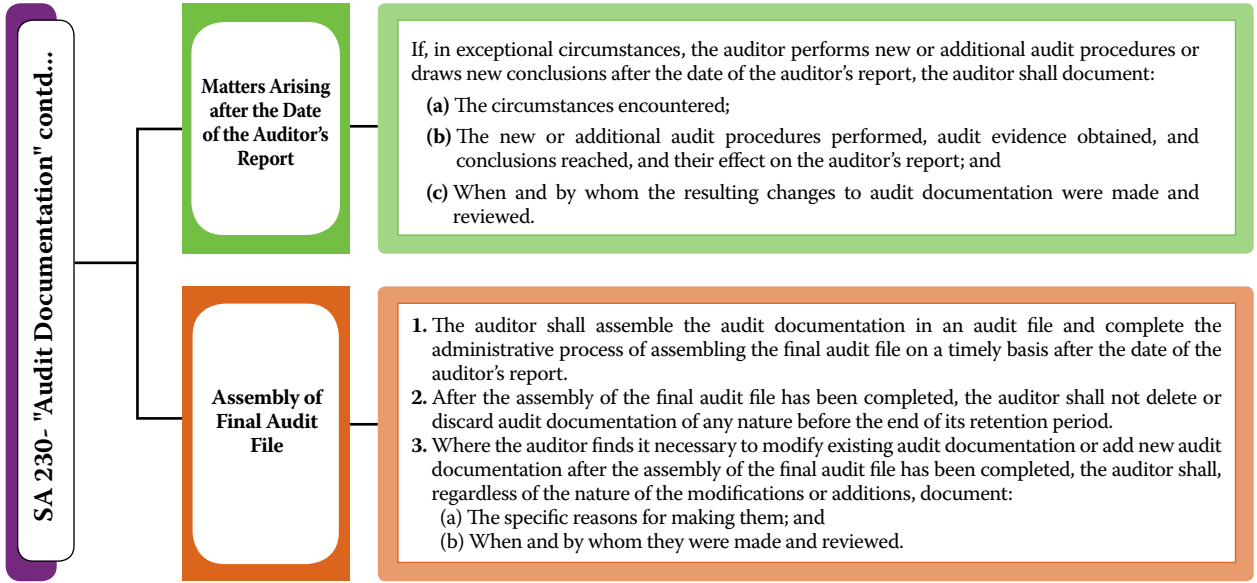 SA 230- "Audit Documentation" contd...
Matters Arising
after the Date
of the Auditor’s
Report
If, in exceptional circumstances, the auditor performs new or additional audit procedures or
draws new conclusions after the date of the auditor’s report, the auditor shall document:
(a) The circumstances encountered;
(b) The new or additional audit procedures performed, audit evidence obtained, and
conclusions reached, and their effect on the auditor’s report; and
(c) When and by whom the resulting changes to audit documentation were made and
reviewed.
Assembly of
Final Audit
File
1. The auditor shall assemble the audit documentation in an audit file and complete the
administrative process of assembling the final audit file on a timely basis after the date of the
auditor’s report.
2. After the assembly of the final audit file has been completed, the auditor shall not delete or
discard audit documentation of any nature before the end of its retention period.
3. Where the auditor finds it necessary to modify existing audit documentation or add new audit
documentation after the assembly of the final audit file has been completed, the auditor shall,
regardless of the nature of the modifications or additions, document:
(a) The specific reasons for making them; and
(b) When and by whom they were made and reviewed.